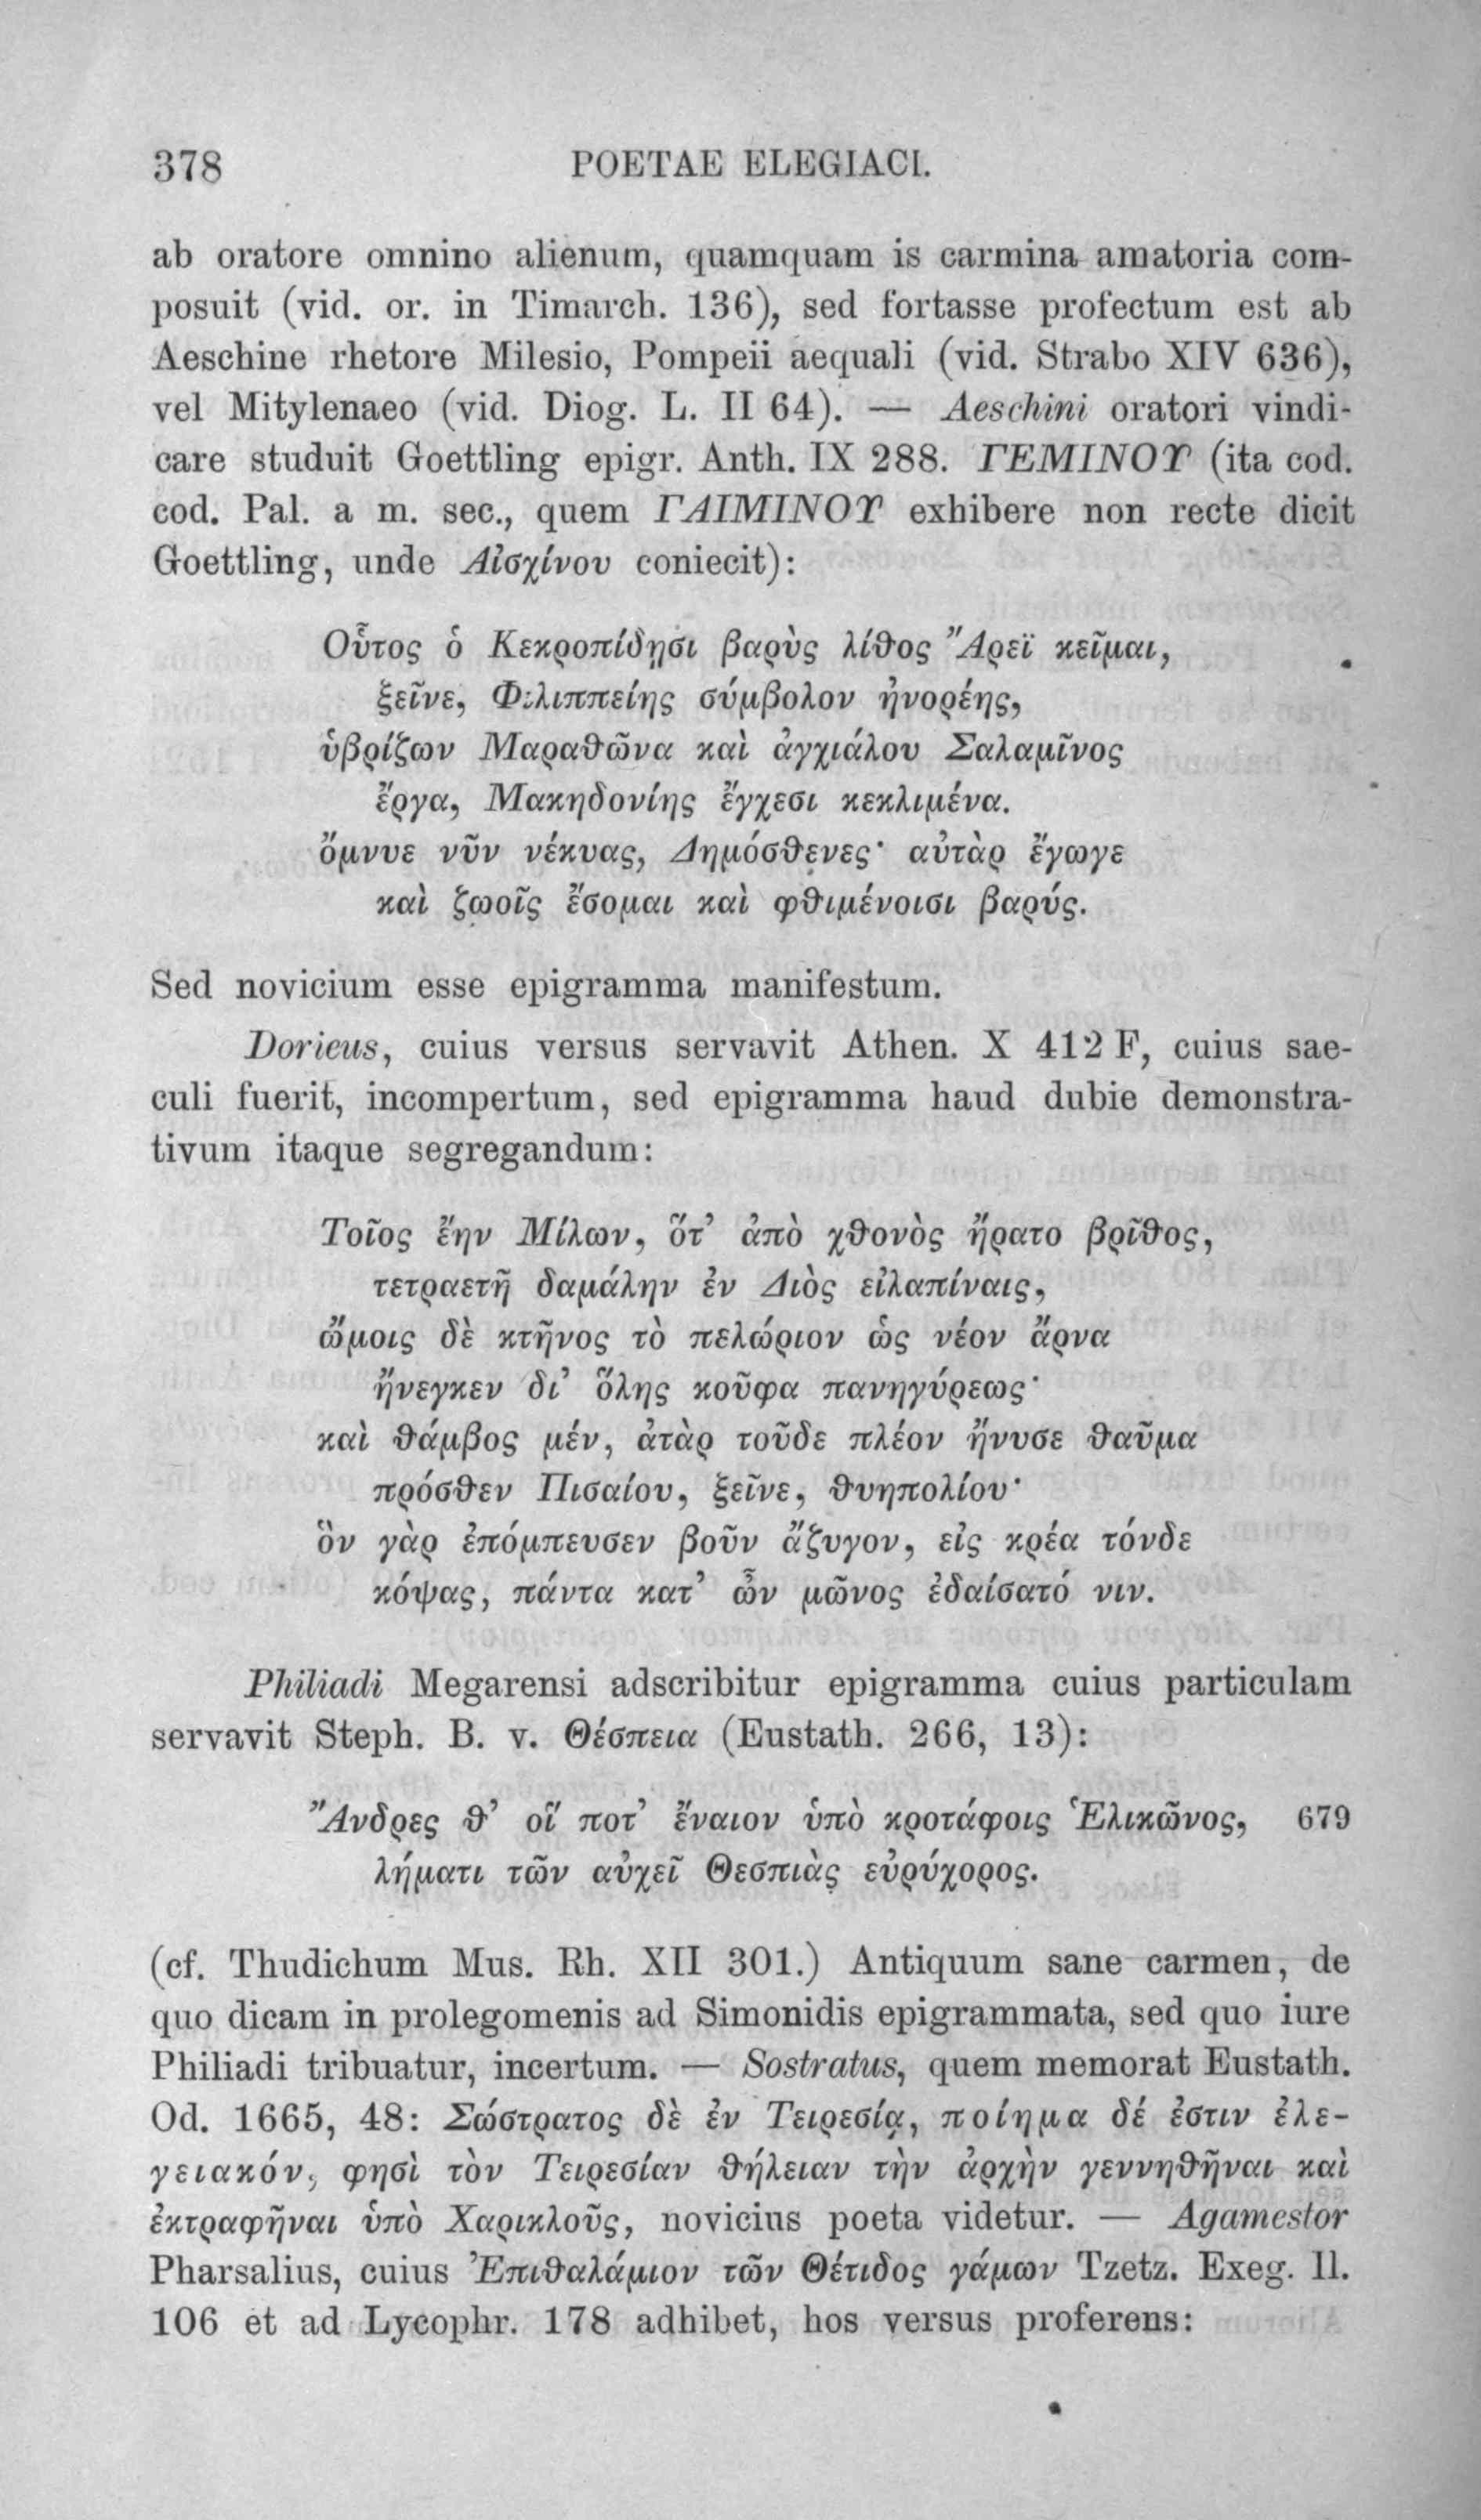 378 POETAE ELEGIACI.
ab oratore omnino alienum, quamquam is carmina amatoria com-
posuit (vid. or. in Timarch. 136), sed fortasse profectum est ab
Aeschine rhetore Milesio, Pompeii aequali (vid. Strabo XIV 636),
vel Mitylenaeo (vid. Diog. L. II 64). — Aeschini oratori vindi-
care studuit Goettling epigr. Anth. IX 288. ΓΕΜΙΝΟΥ (ita cod.
cod. Pal. a m. sec., quem ΓΑΙΜΙΝΟΥ exhibere non recte dicit
Goettling, unde Αἰσχίνου coniecit):
Οὗτος ὁ Κεκροπίδῃσι βαρὺς λίθος Ἄρεϊ κεῖμαι,
ξεῖνε, Φιλιππείης σύμβολον ἠνορέης,
ὑβρίζων Μαραθῶνα καὶ ἀγχιάλου Σαλαμῖνος
ἔργα, Μακηδονίης ἔγχεσι κεκλιμένα.
ὄμνυε νῦν νέκυας, Δημόσθενες· αὐτὰρ ἔγωγε
καὶ ζωοῖς ἔσομαι καὶ φθιμένοισι βαρύς.
Sed novicium esse epigramma manifestum.
Dorieus, cuius versus servavit Athen. X 412 F, cuius sae-
culi fuerit, incompertum, sed epigramma haud dubie demonstra-
tivum itaque segregandum:
Τοῖος ἔην Μίλων, ὅτ’ ἀπὸ χθονὸς ἤρατο βρῖθος,
τετραετῆ δαμάλην ἐν Διὸς εἰλαπίναις,
ὤμοις δὲ κτῆνος τὸ πελώριον ὡς νέον ἄρνα
ἤνεγκεν δι’ ὅλης κοῦφα πανηγύρεως·
καὶ θάμβος μέν, ἀτὰρ τοῦδε πλέον ἤνυσε θαῦμα
πρόσθεν Πισαίου, ξεῖνε, θυηπολίου·
ὃν γὰρ ἐπόμπευσεν βοῦν ἄζυγον, εἰς κρέα τόνδε
κόψας, πάντα κατ’ ὦν μῶνος ἐδαίσατό νιν.
Philiadi Megarensi adscribitur epigramma cuius particulam
servavit Steph. B. v. Θέσπεια (Eustath. 266, 13):
Ἄνδρες θ’ οἵ ποτ’ ἔναιον ὑπὸ κροτάφοις Ἑλικῶνος, 679
λήματι τῶν αὐχεῖ Θεσπιὰς εὐρύχορος.
(cf. Thudichum Mus. Rh. XII 301.) Antiquum sane carmen, de
quo dicam in prolegomenis ad Simonidis epigrammata, sed quo iure
Philiadi tribuatur, incertum. — Sostratus, quem memorat Eustath.
Od. 1665, 48: Σώστρατος δὲ ἐν Τειρεσίᾳ, ποίημα δέ ἐστιν ἐλε-
γειακόν, φησὶ τὸν Τειρεσίαν θήλειαν τὴν ἀρχὴν γεννηθῆναι καὶ
ἐκτραφῆναι ὑπὸ Χαρικλοῦς, novicius poeta videtur. — Agamestor
Pharsalius, cuius Ἐπιθαλάμιον τῶν Θέτιδος γάμων Tzetz. Exeg. Il.
106 et ad Lycophr. 178 adhibet, hos versus proferens: